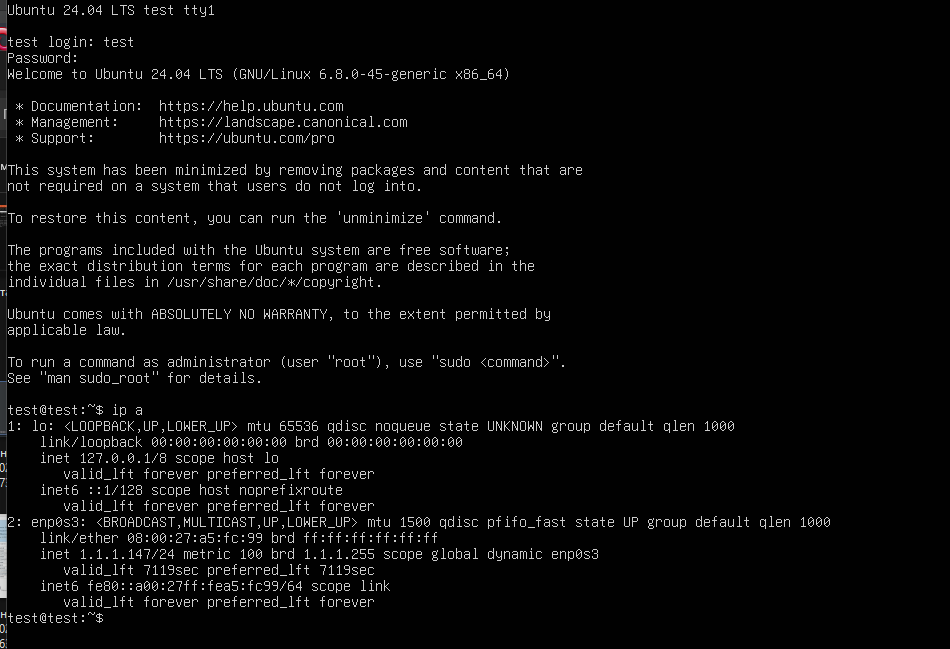 Ubuntu 24.04 LTS test tty1
test login: test
Password:
Welcome to Ubuntu 24.04 LTS (GNU/Linux 6.8.0-45-generic x86_64)
* Documentation:  https://help.ubuntu.com
* Management:     https://landscape.canonical.com
* Support:        https://ubuntu.com/pro
This system has been minimized by removing packages and content that are
not required on a system that users do not log into.
To restore this content, you can run the 'unminimize' command.
The programs included with the Ubuntu system are free software;
the exact distribution terms for each program are described in the
individual files in /usr/share/doc/*/copyright.
Ubuntu comes with ABSOLUTELY NO WARRANTY, to the extent permitted by
applicable law.
To run a command as administrator (user "root"), use "sudo <command>".
See "man sudo_root" for details.
test@test:~$ ip a
1: lo: <LOOPBACK,UP,LOWER_UP> mtu 65536 qdisc noqueue state UNKNOWN group default qlen 1000
link/loopback 00:00:00:00:00:00 brd 00:00:00:00:00:00
inet 127.0.0.1/8 scope host lo
valid_lft forever preferred_lft forever
inet6 ::1/128 scope host noprefixroute
valid_lft forever preferred_lft forever
2: enp0s3: <BROADCAST,MULTICAST,UP,LOWER_UP> mtu 1500 qdisc pfifo_fast state UP group default qlen 1000
link/ether 08:00:27:a5:fc:99 brd ff:ff:ff:ff:ff:ff
inet 1.1.1.147/24 metric 100 brd 1.1.1.255 scope global dynamic enp0s3
valid_lft 7119sec preferred_lft 7119sec
inet6 fe80::a00:27ff:fea5:fc99/64 scope link
valid_lft forever preferred_lft forever
test@test:~$